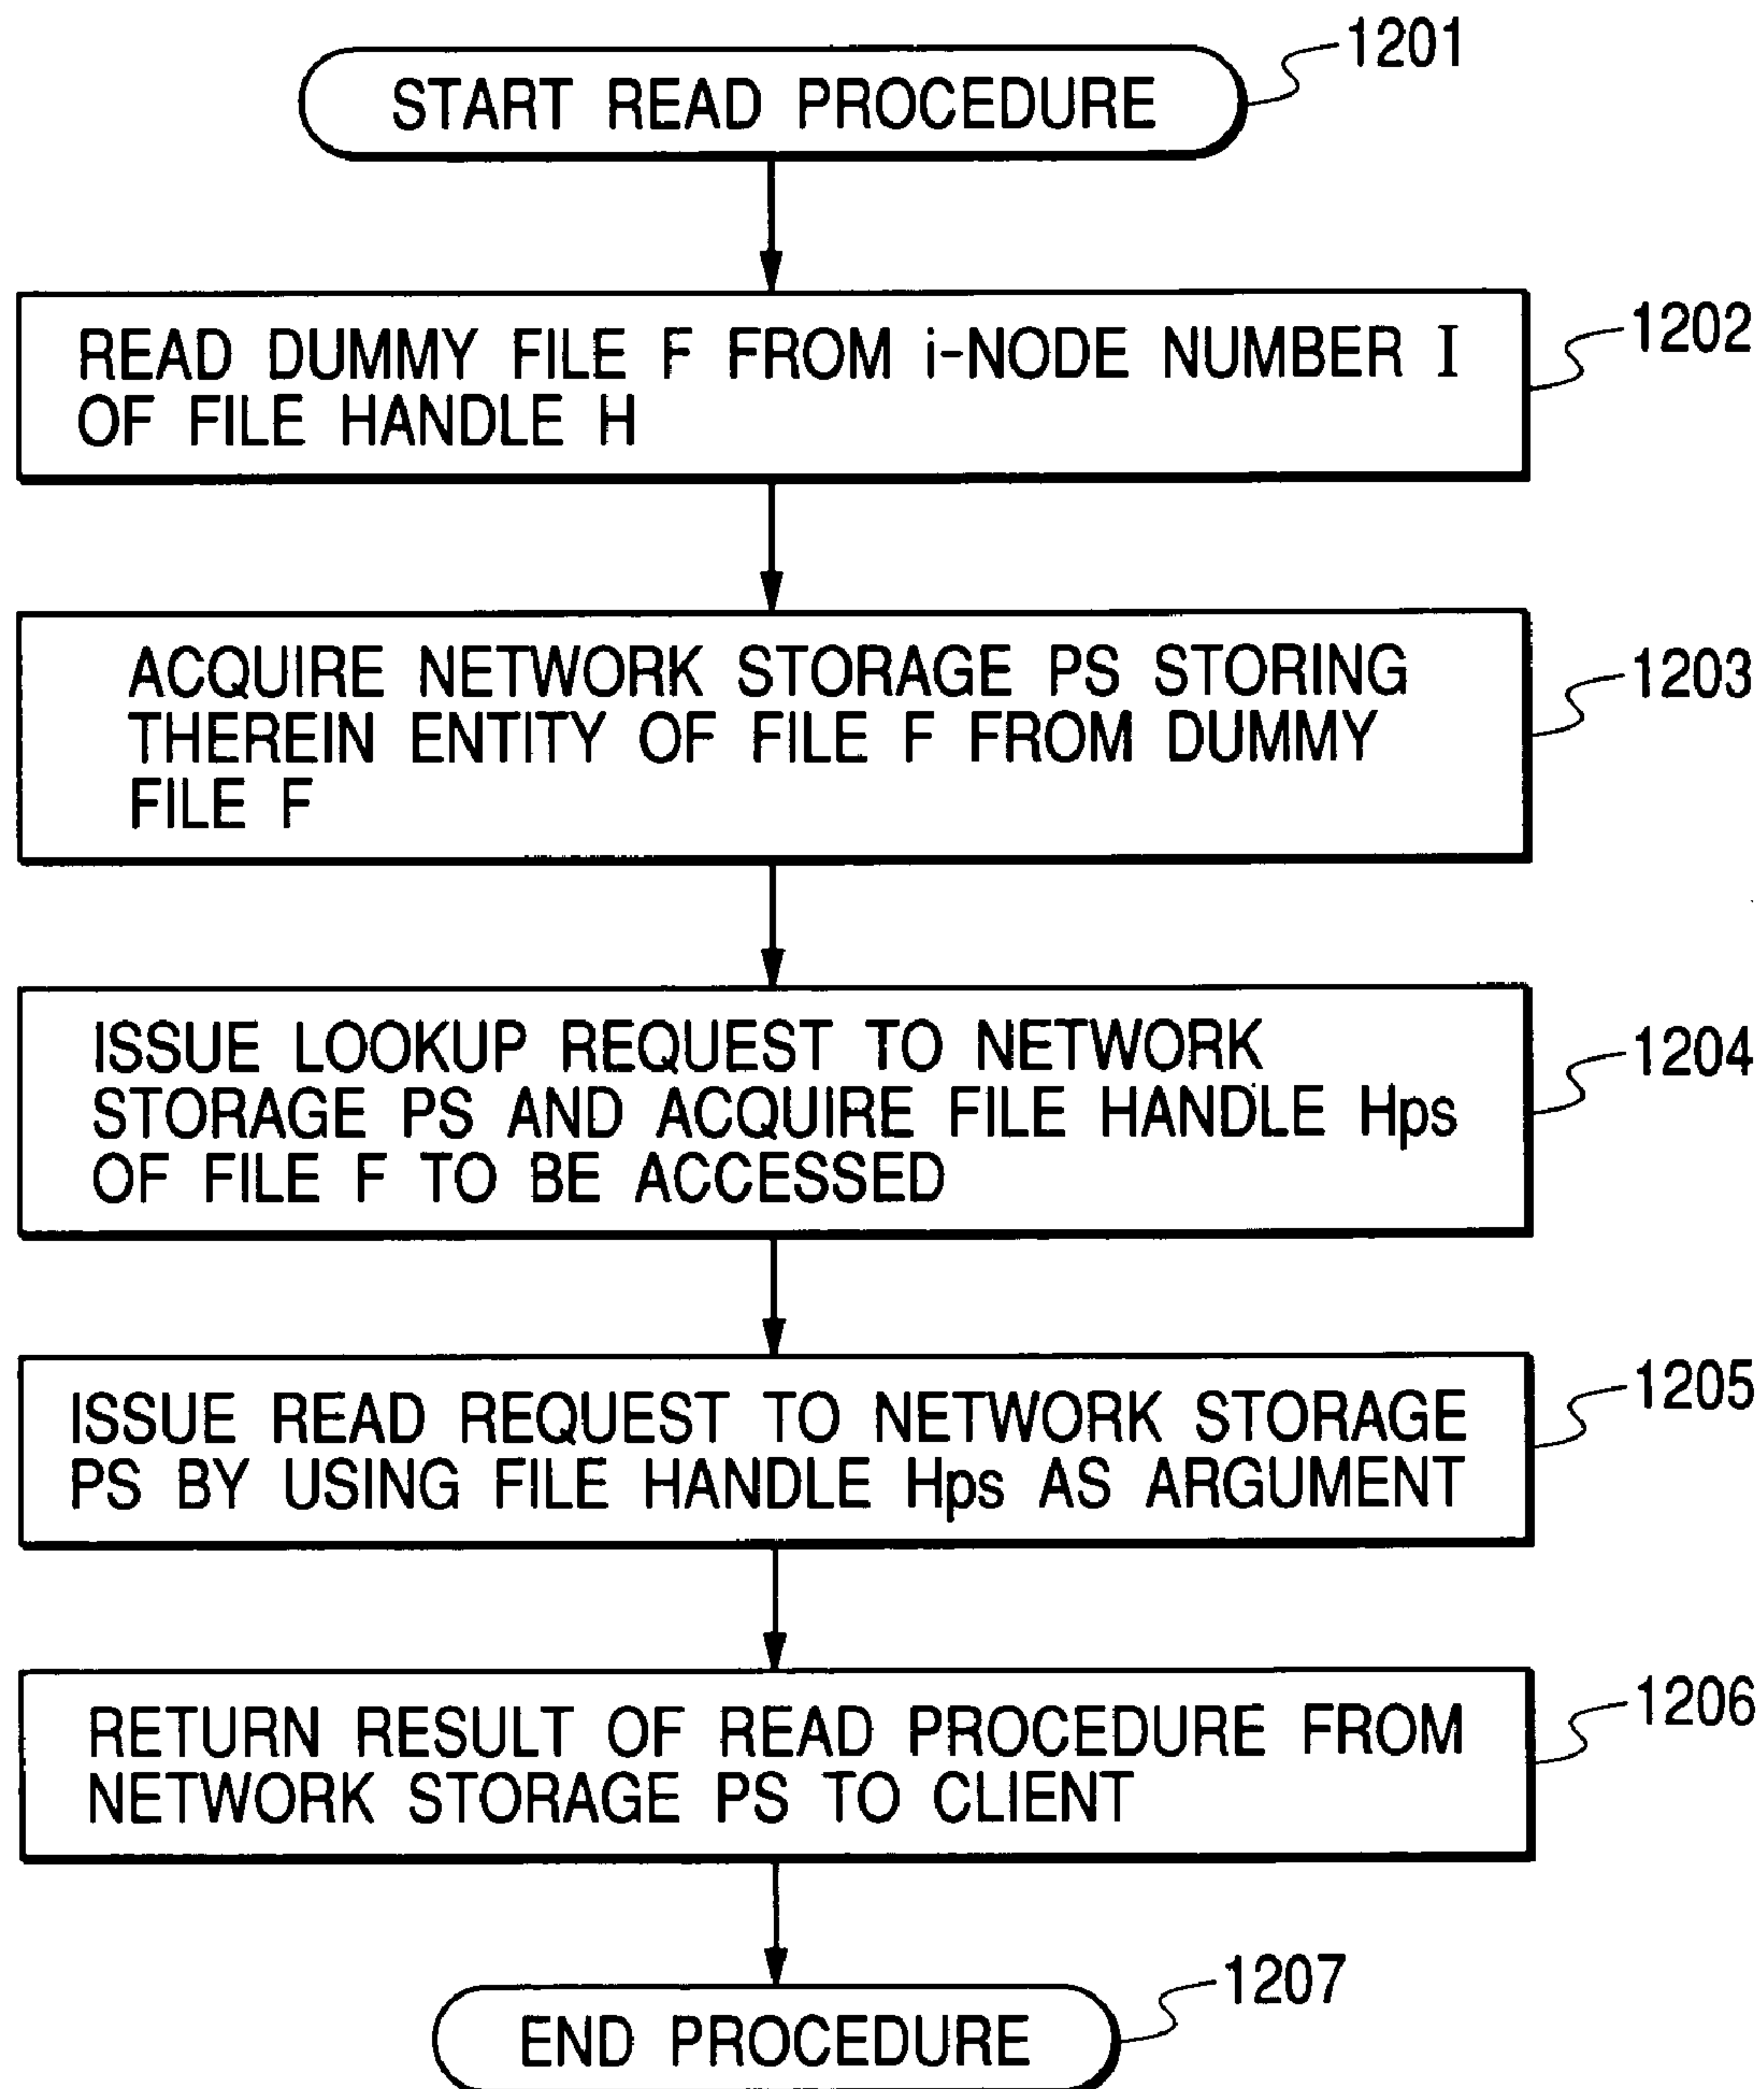 START READ PROCEDURE
1201
READ DUMMY FILE F FROM i-NODE NUMBER I
OF FILE HANDLE H
1202
ACQUIRE NETWORK STORAGE PS STORING
THEREIN ENTITY OF FILE F FROM DUMMY
FILE F
1203
ISSUE LOOKUP REQUEST TO NETWORK
STORAGE PS AND ACQUIRE FILE HANDLE Hps
OF FILE F TO BE ACCESSED
1204
ISSUE READ REQUEST TO NETWORK STORAGE
PS BY USING FILE HANDLE Hps AS ARGUMENT
1205
RETURN RESULT OF READ PROCEDURE FROM
NETWORK STORAGE PS TO CLIENT
1206
END PROCEDURE
1207